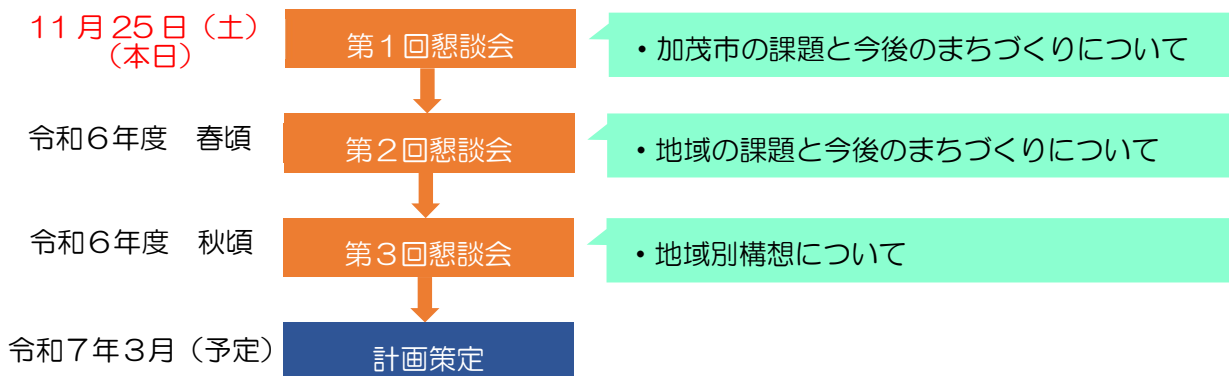 11月25日（土）
（本日）
第１回懇談会
・加茂市の課題と今後のまちづくりについて
令和６年度　春頃
第２回懇談会
・地域の課題と今後のまちづくりについて
令和６年度　秋頃
第３回懇談会
・地域別構想について
令和７年３月（予定）
計画策定